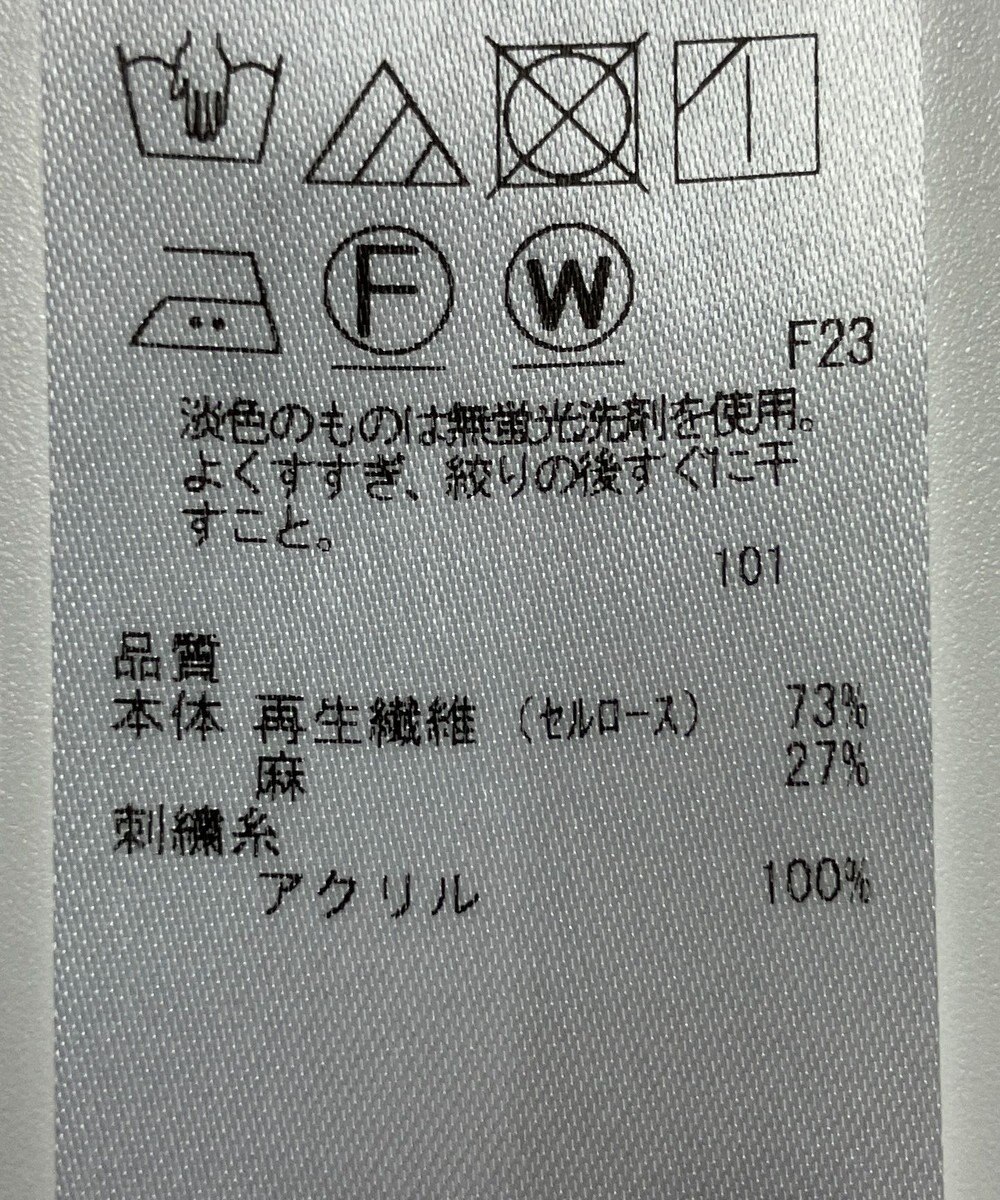 F W F23
淡色のものは無蛍光洗剤を使用。
よくすすぎ、絞りの後すぐに干
すこと。
101
品質
本体 再生繊維 (セルロース) 73%
麻 27%
刺繍糸
アクリル 100%